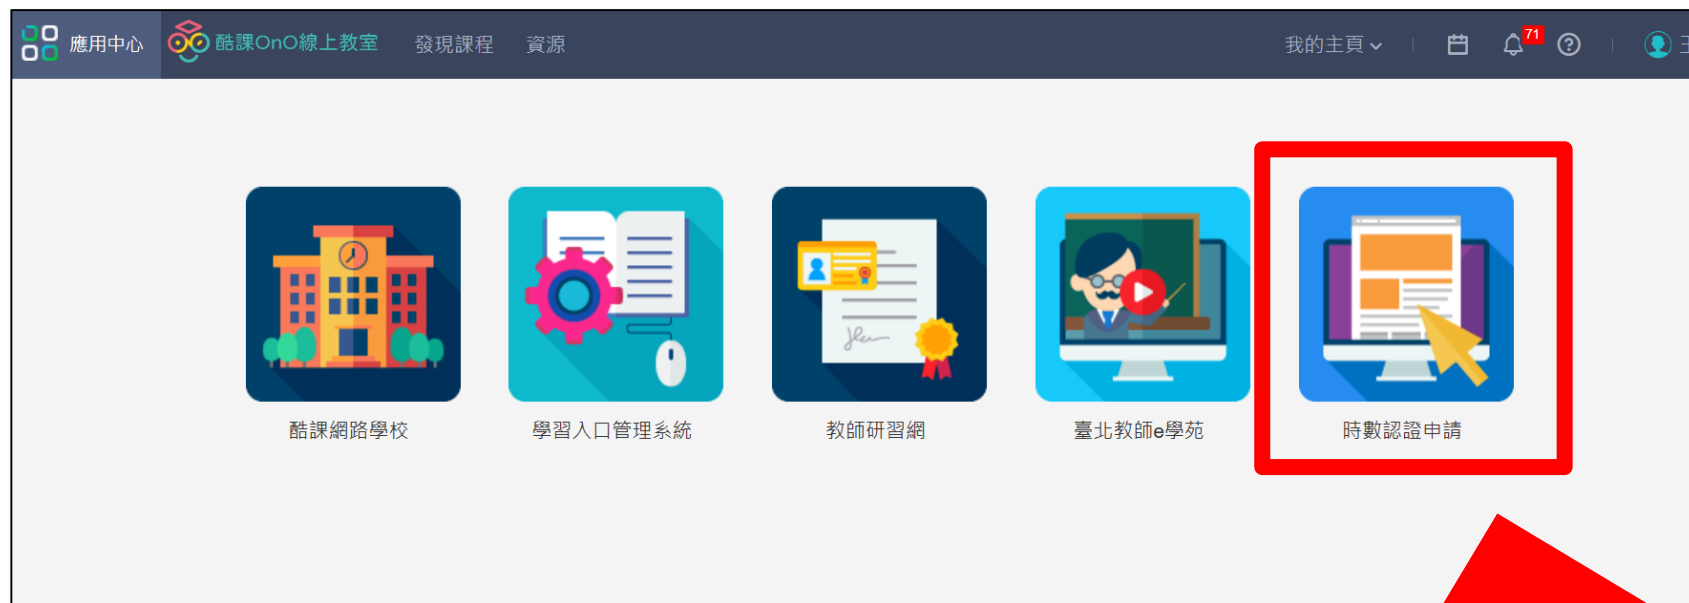 應用中心 酷課OnO線上教室 發現課程 資源 我的主頁 71
酷課網路學校 學習入口管理系統 教師研習網 臺北教師e學苑 時數認證申請